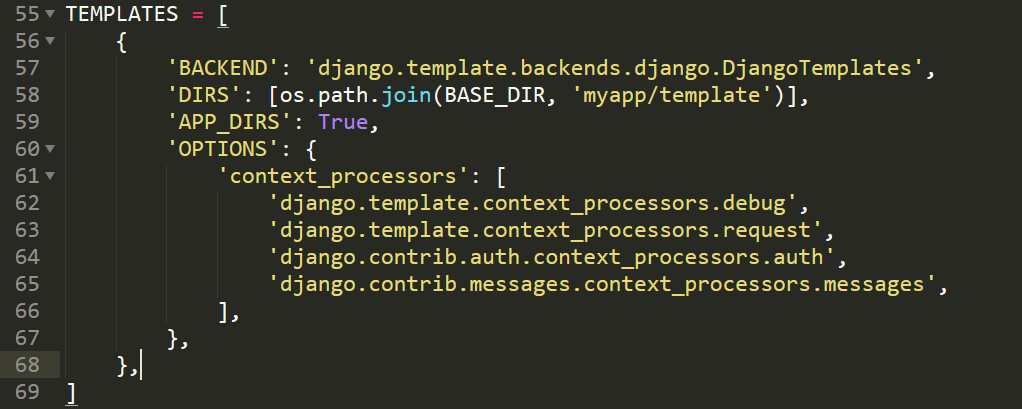 55 TEMPLATES = [
56     {
57         'BACKEND': 'django.template.backends.django.DjangoTemplates',
58         'DIRS': [os.path.join(BASE_DIR, 'myapp/template')],
59         'APP_DIRS': True,
60         'OPTIONS': {
61             'context_processors': [
62                 'django.template.context_processors.debug',
63                 'django.template.context_processors.request',
64                 'django.contrib.auth.context_processors.auth',
65                 'django.contrib.messages.context_processors.messages',
66             ],
67         },
68     },
69 ]